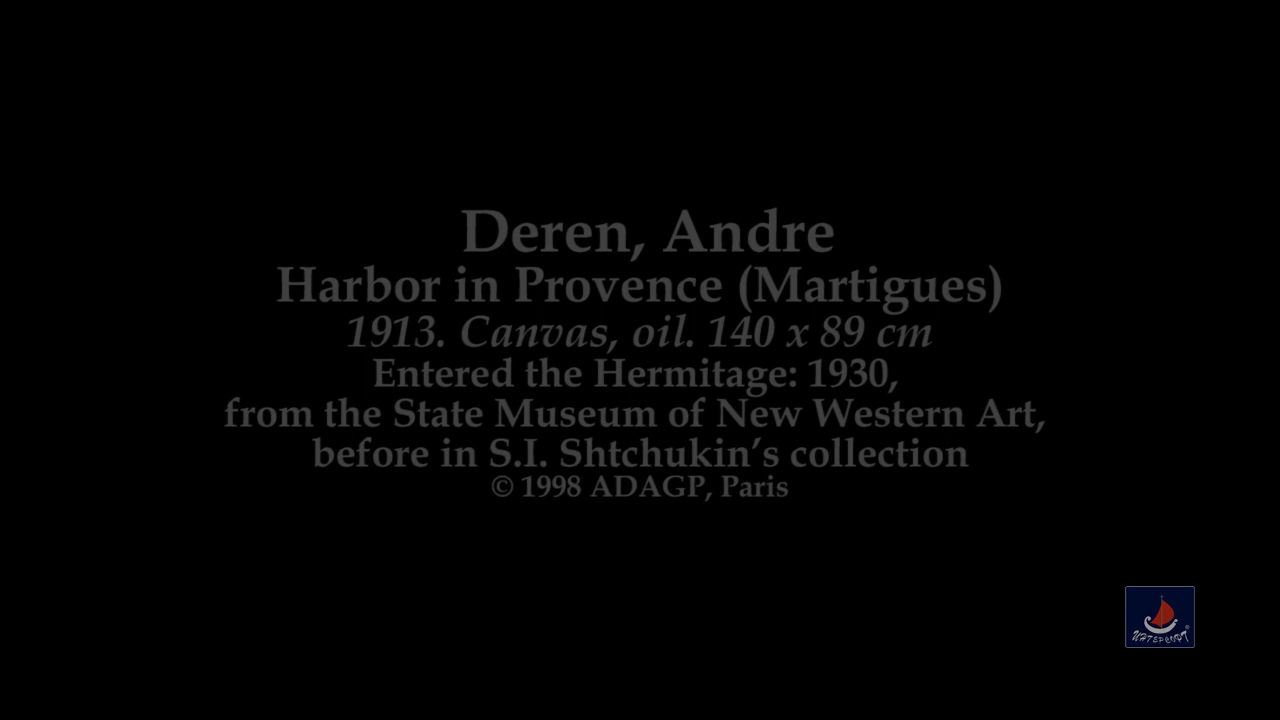 Deren, Andre
Harbor in Provence (Martigues)
1913. Canvas, oil. 140 x 89 cm
Entered the Hermitage: 1930,
from the State Museum of New Western Art,
before in S.I. Shtchukin’s collection
© 1998 ADAGP, Paris